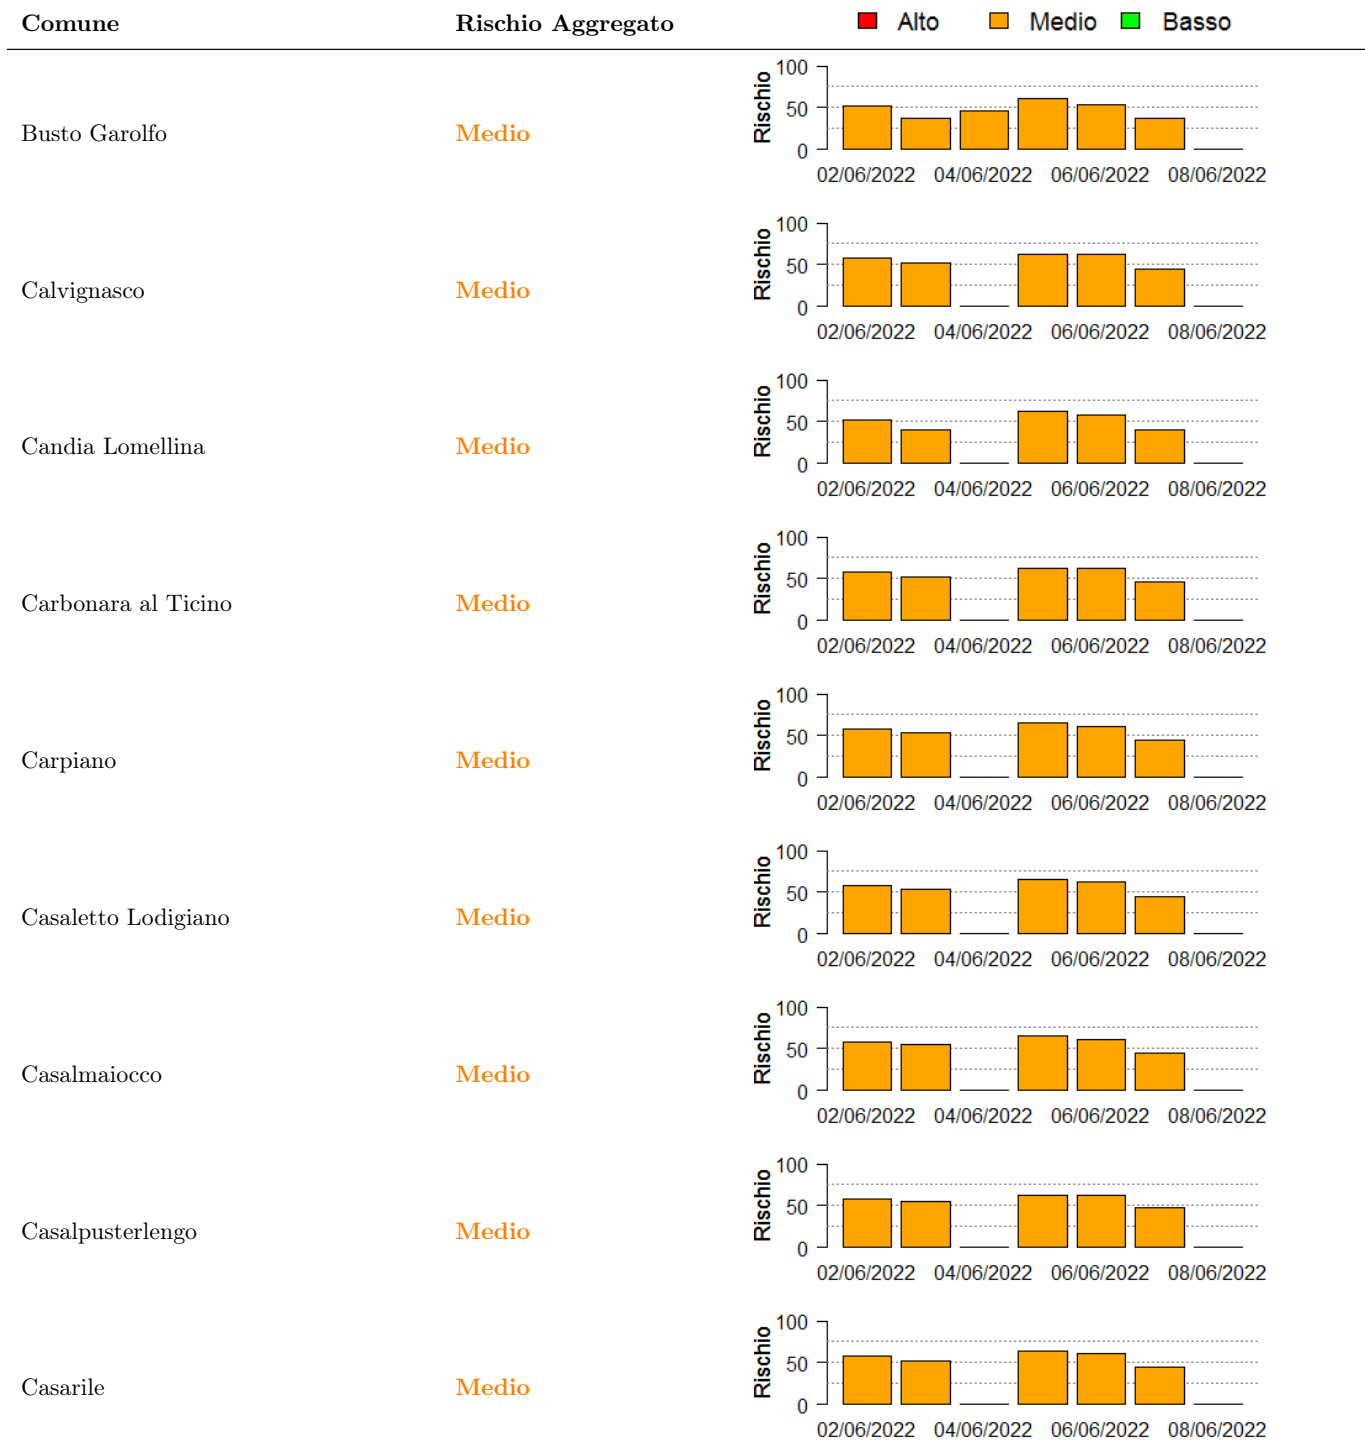 Comune Rischio Aggregato Alto Medio Basso
Busto Garolfo Medio Rischio 100 50 0
02/06/2022 04/06/2022 06/06/2022 08/06/2022
Calvignasco Medio Rischio 100 50 0
02/06/2022 04/06/2022 06/06/2022 08/06/2022
Candia Lomellina Medio Rischio 100 50 0
02/06/2022 04/06/2022 06/06/2022 08/06/2022
Carbonara al Ticino Medio Rischio 100 50 0
02/06/2022 04/06/2022 06/06/2022 08/06/2022
Carpiano Medio Rischio 100 50 0
02/06/2022 04/06/2022 06/06/2022 08/06/2022
Casaletto Lodigiano Medio Rischio 100 50 0
02/06/2022 04/06/2022 06/06/2022 08/06/2022
Casalmaiocco Medio Rischio 100 50 0
02/06/2022 04/06/2022 06/06/2022 08/06/2022
Casalpusterlengo Medio Rischio 100 50 0
02/06/2022 04/06/2022 06/06/2022 08/06/2022
Casarile Medio Rischio 100 50 0
02/06/2022 04/06/2022 06/06/2022 08/06/2022